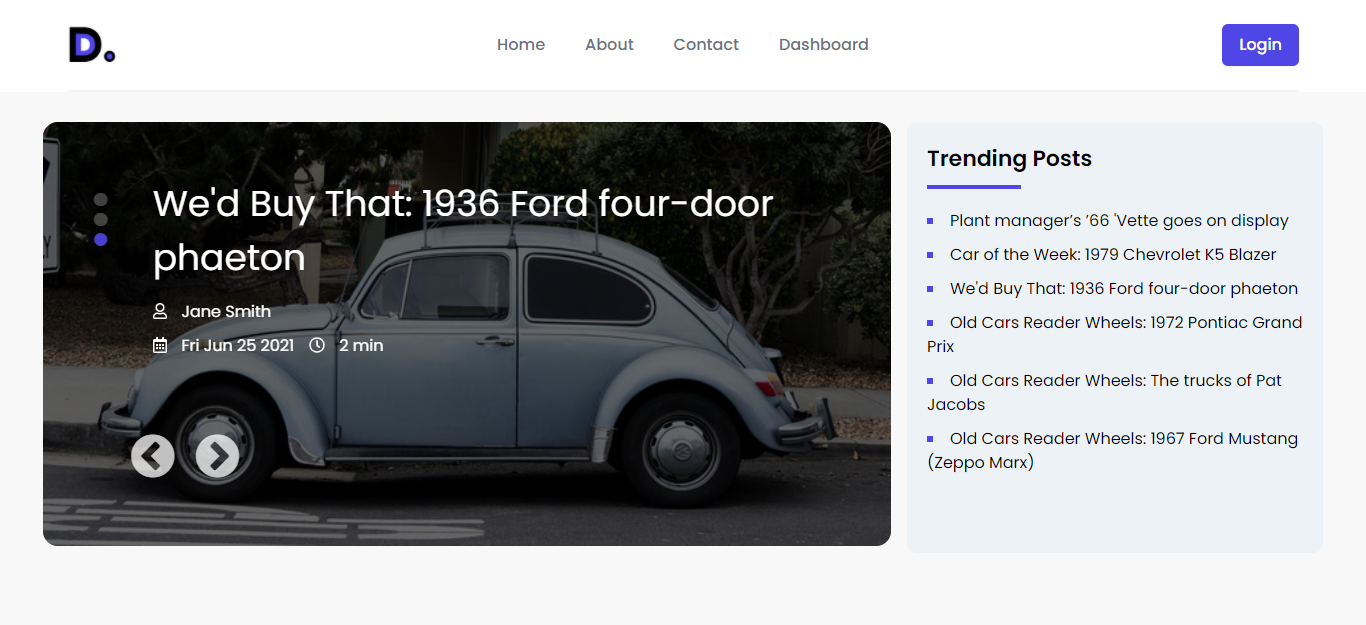 D.
Home About Contact Dashboard
Login
We'd Buy That: 1936 Ford four-door
phaeton
Jane Smith
Fri Jun 25 2021 2 min
Trending Posts
Plant manager’s ’66 'Vette goes on display
Car of the Week: 1979 Chevrolet K5 Blazer
We'd Buy That: 1936 Ford four-door phaeton
Old Cars Reader Wheels: 1972 Pontiac Grand
Prix
Old Cars Reader Wheels: The trucks of Pat
Jacobs
Old Cars Reader Wheels: 1967 Ford Mustang
(Zeppo Marx)